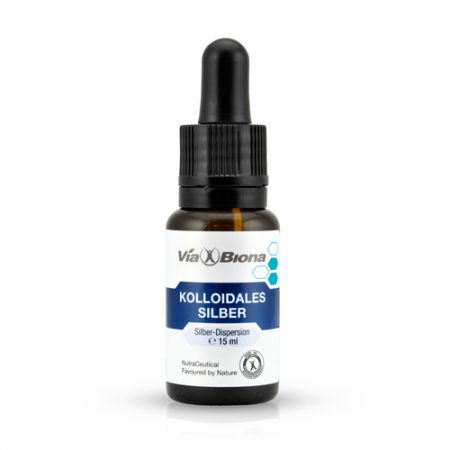 Via Biona
KOLLOIDALES
SILBER
Silber-Dispersion
℮ 15 ml
NutraCeutical
Favoured by Nature